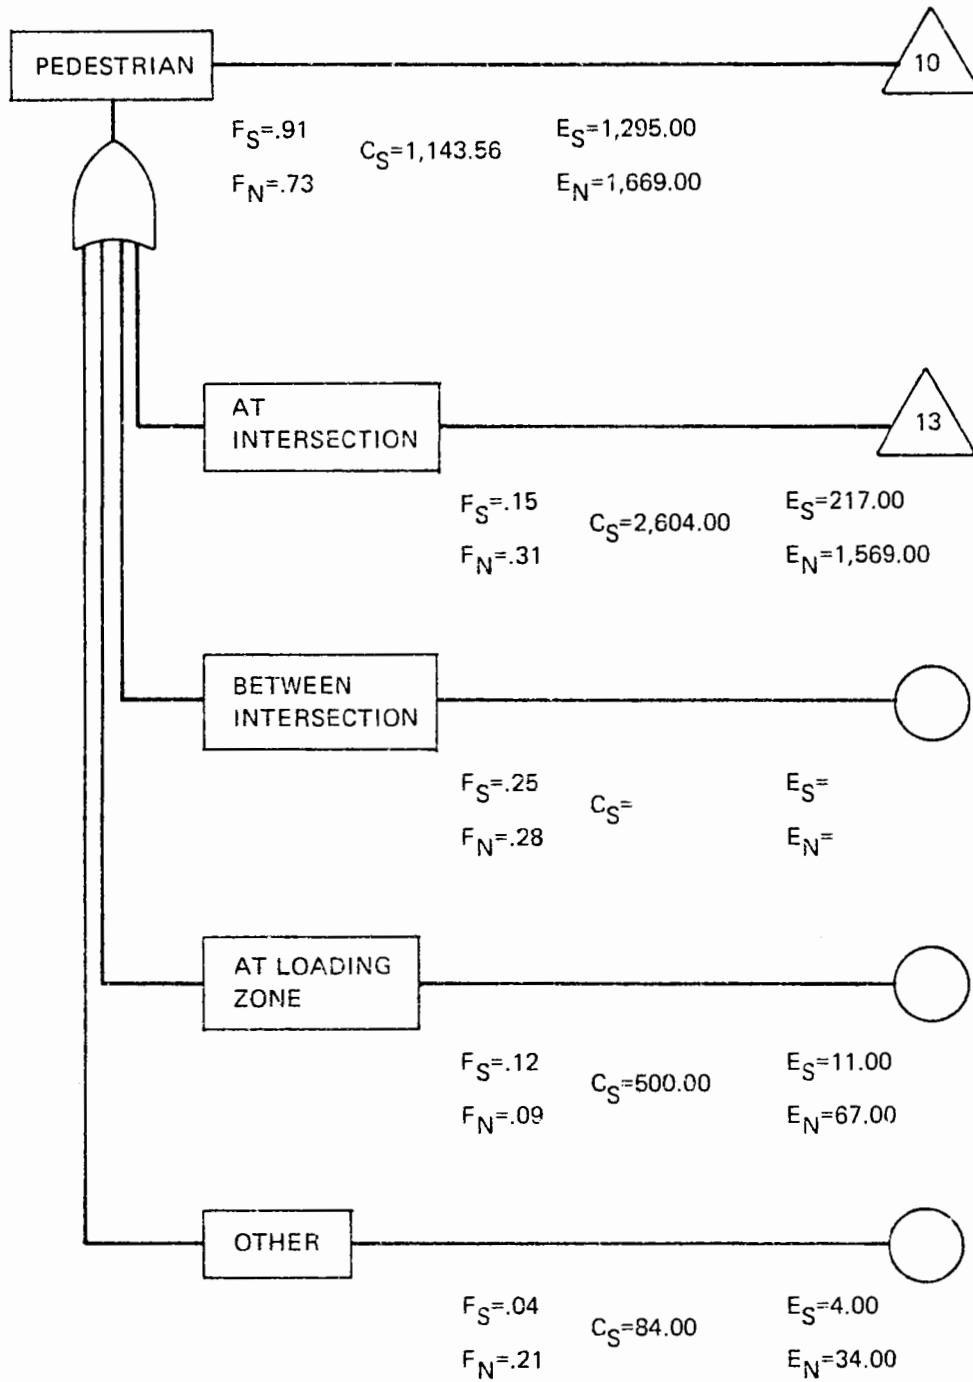 PEDESTRIAN
10
F_S=.91
C_S=1,143.56
E_S=1,295.00
F_N=.73
E_N=1,669.00
AT
INTERSECTION
13
F_S=.15
C_S=2,604.00
E_S=217.00
F_N=.31
E_N=1,569.00
BETWEEN
INTERSECTION
F_S=.25
C_S=
E_S=
F_N=.28
E_N=
AT LOADING
ZONE
F_S=.12
C_S=500.00
E_S=11.00
F_N=.09
E_N=67.00
OTHER
F_S=.04
C_S=84.00
E_S=4.00
F_N=.21
E_N=34.00